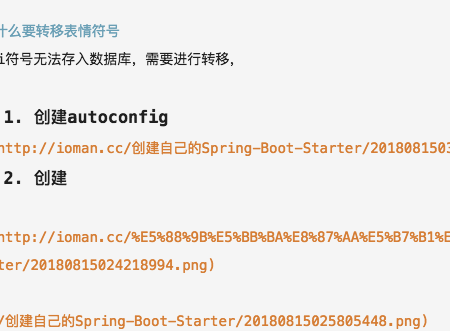 什么要转移表情符号
i符号无法存入数据库，需要进行转移，
1. 创建autoconfig
http://ioman.cc/创建自己的Spring-Boot-Starter/201808150
2. 创建
http://ioman.cc/%E5%88%9B%E5%BB%BA%E8%87%AA%E5%B7%B1%E
ter/20180815024218994.png)
/创建自己的Spring-Boot-Starter/20180815025805448.png)